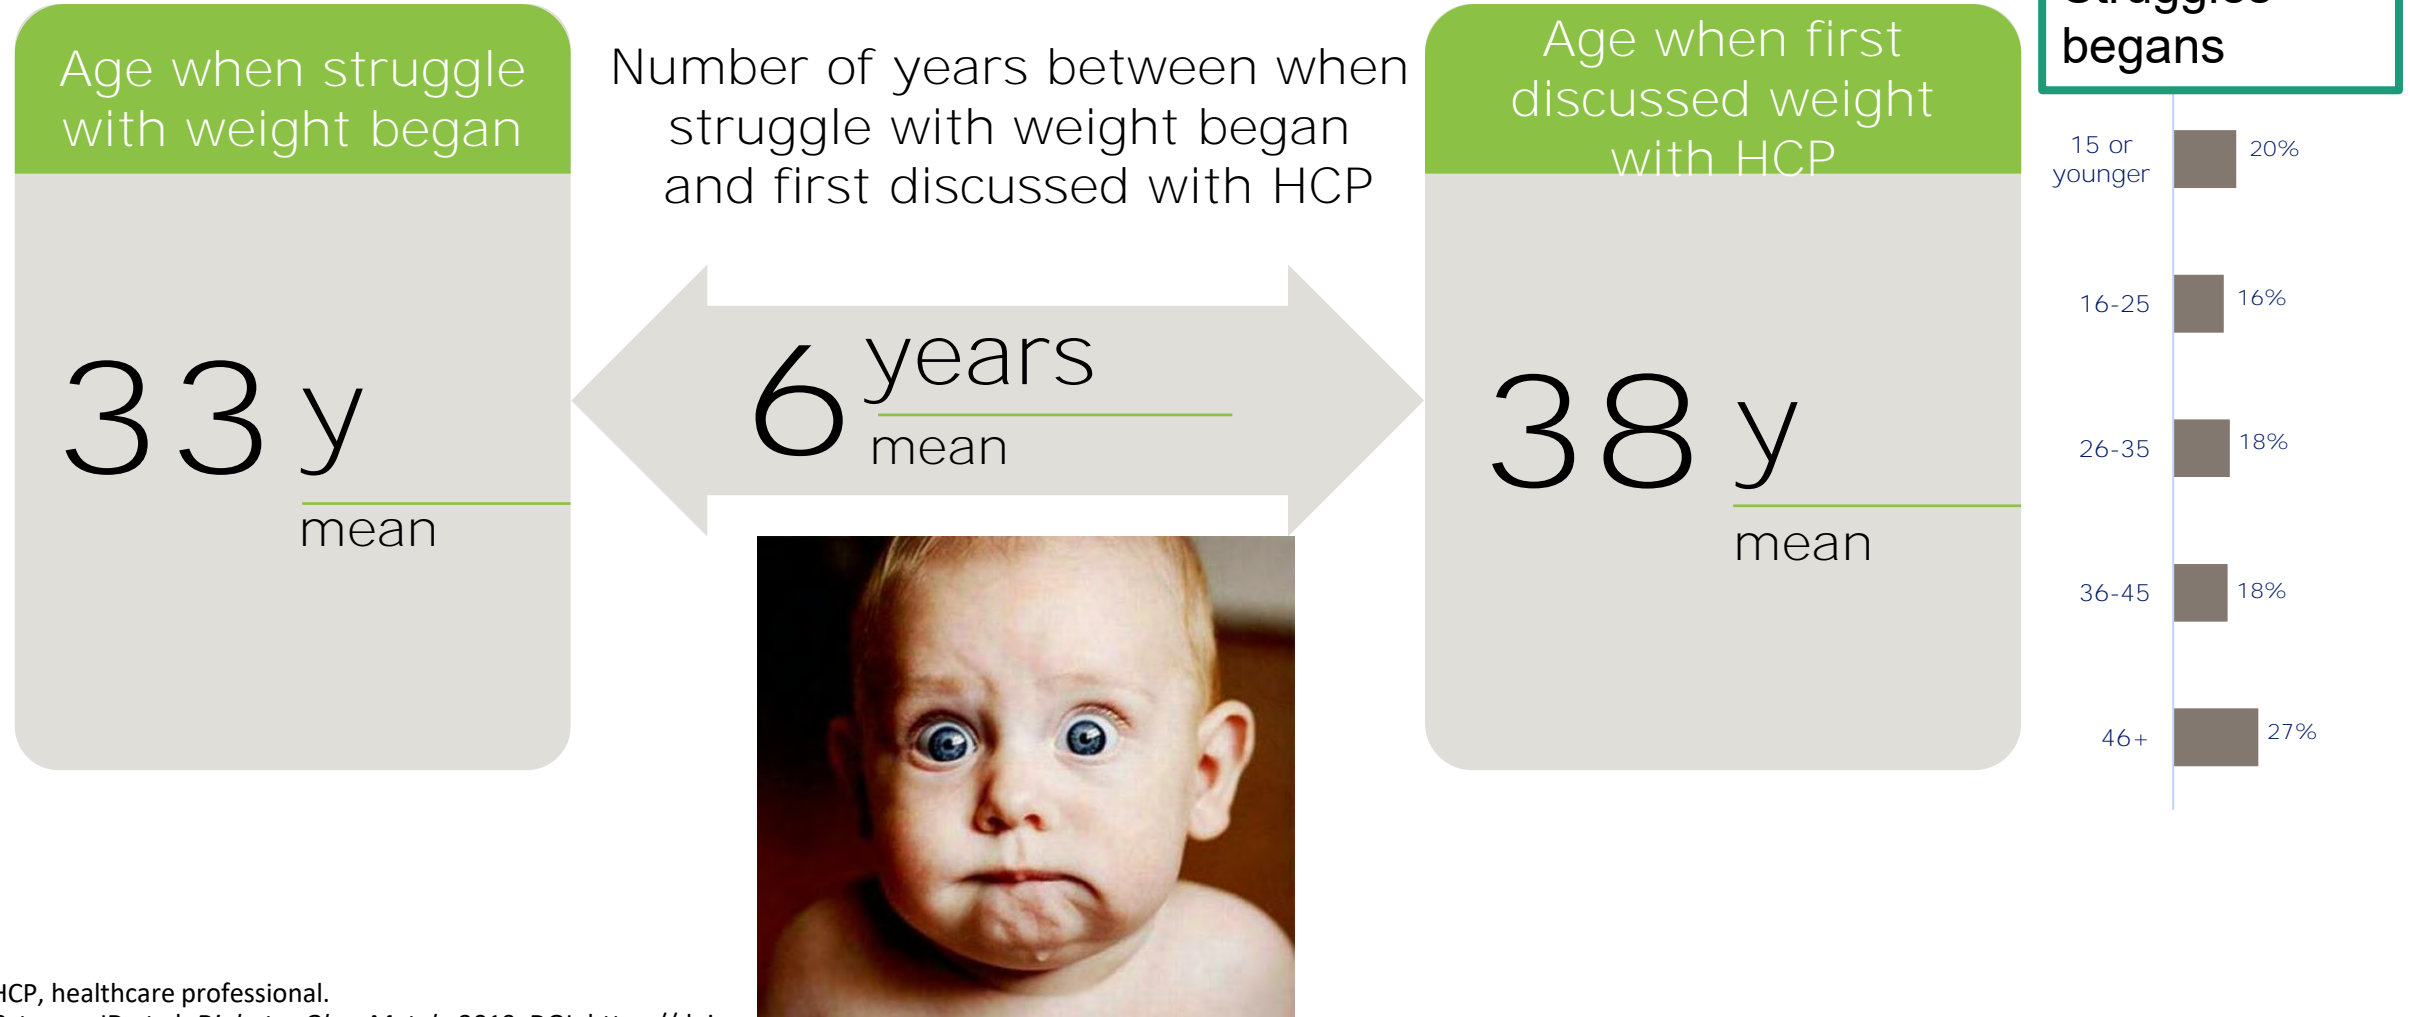 Age when struggle
with weight began
33 y
mean
Number of years between when
struggle with weight began
and first discussed with HCP
6 years
mean
Age when first
discussed weight
with HCP
38 y
mean
Struggles
begans
15 or
younger
20%
16-25
16%
26-35
18%
36-45
18%
46+
27%
HCP, healthcare professional.